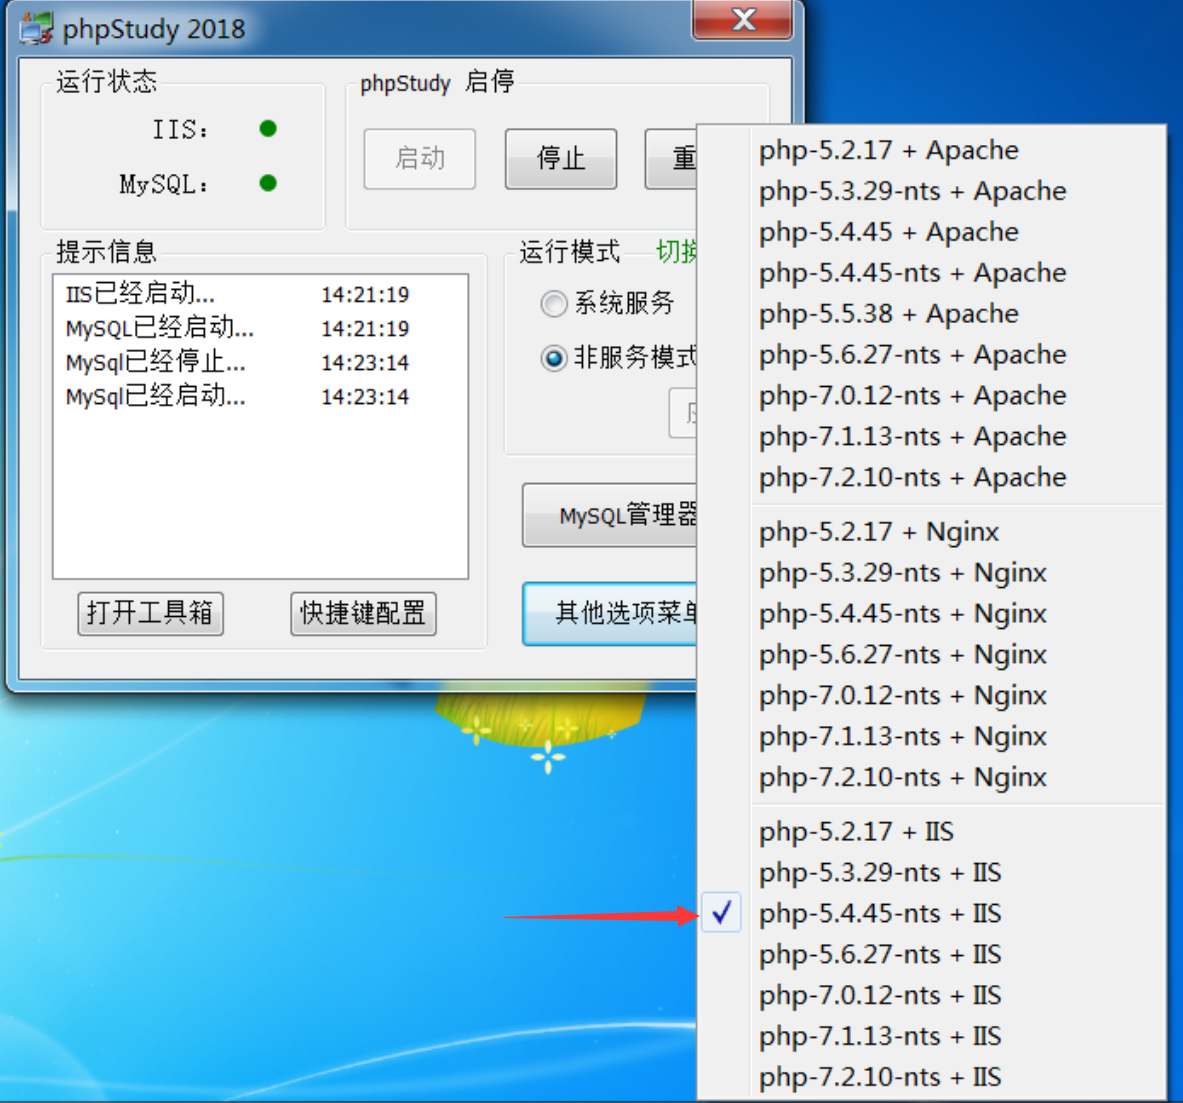 phpStudy 2018
运行状态
IIS:
MySQL:
phpStudy 启停
启动
停止
重
提示信息
IIS已经启动... 14:21:19
MySQL已经启动... 14:21:19
MySql已经停止... 14:23:14
MySql已经启动... 14:23:14
打开工具箱
快捷键配置
运行模式
切换
系统服务
非服务模式
MySQL管理器
其他选项菜单
php-5.2.17 + Apache
php-5.3.29-nts + Apache
php-5.4.45 + Apache
php-5.4.45-nts + Apache
php-5.5.38 + Apache
php-5.6.27-nts + Apache
php-7.0.12-nts + Apache
php-7.1.13-nts + Apache
php-7.2.10-nts + Apache
php-5.2.17 + Nginx
php-5.3.29-nts + Nginx
php-5.4.45-nts + Nginx
php-5.6.27-nts + Nginx
php-7.0.12-nts + Nginx
php-7.1.13-nts + Nginx
php-7.2.10-nts + Nginx
php-5.2.17 + IIS
php-5.3.29-nts + IIS
php-5.4.45-nts + IIS
php-5.6.27-nts + IIS
php-7.0.12-nts + IIS
php-7.1.13-nts + IIS
php-7.2.10-nts + IIS